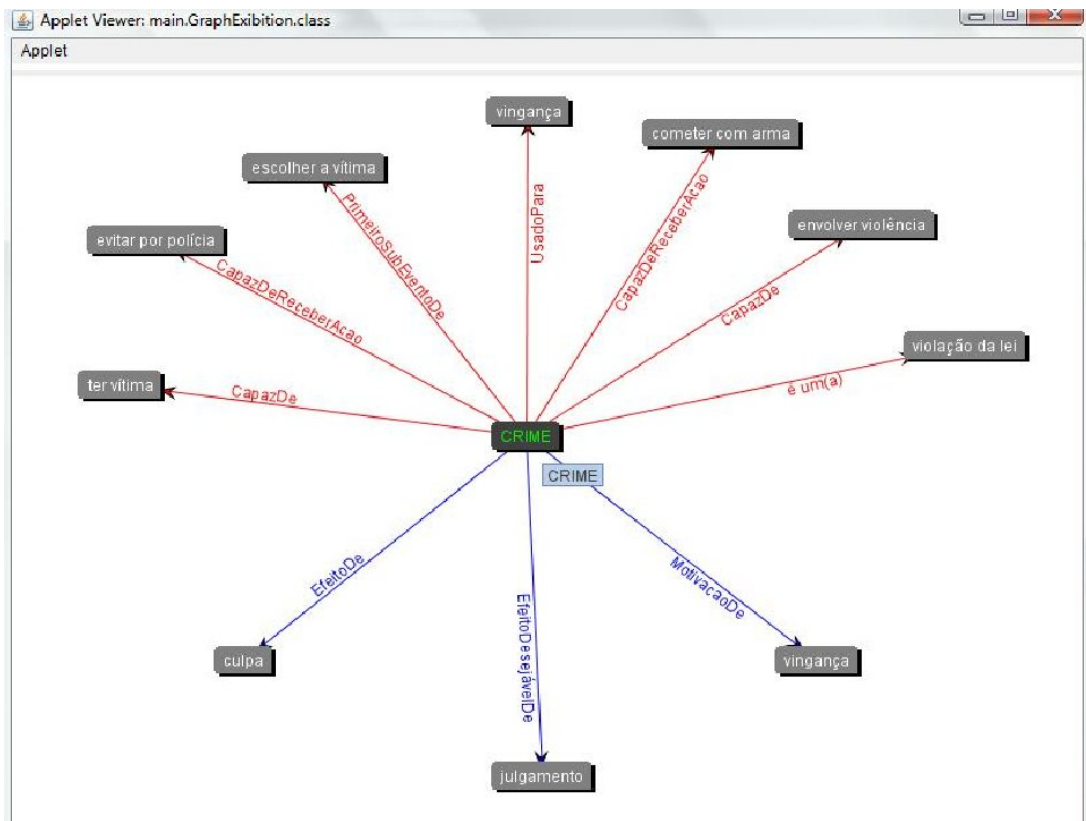 Applet Viewer: main.GraphExibition.class
Applet
vingança
cometer com arma
escolher a vítima
envolver violência
evitar por polícia
violação da lei
ter vítima
PrimeiroSubEventoDe
UsadoPara
CapazDeReceberAcao
CapazDeReceberAcao
CapazDe
é um(a)
CapazDe
CRIME
CRIME
EfeitoDe
EfeitoDesejávelDe
MotivacaoDe
culpa
vingança
julgamento